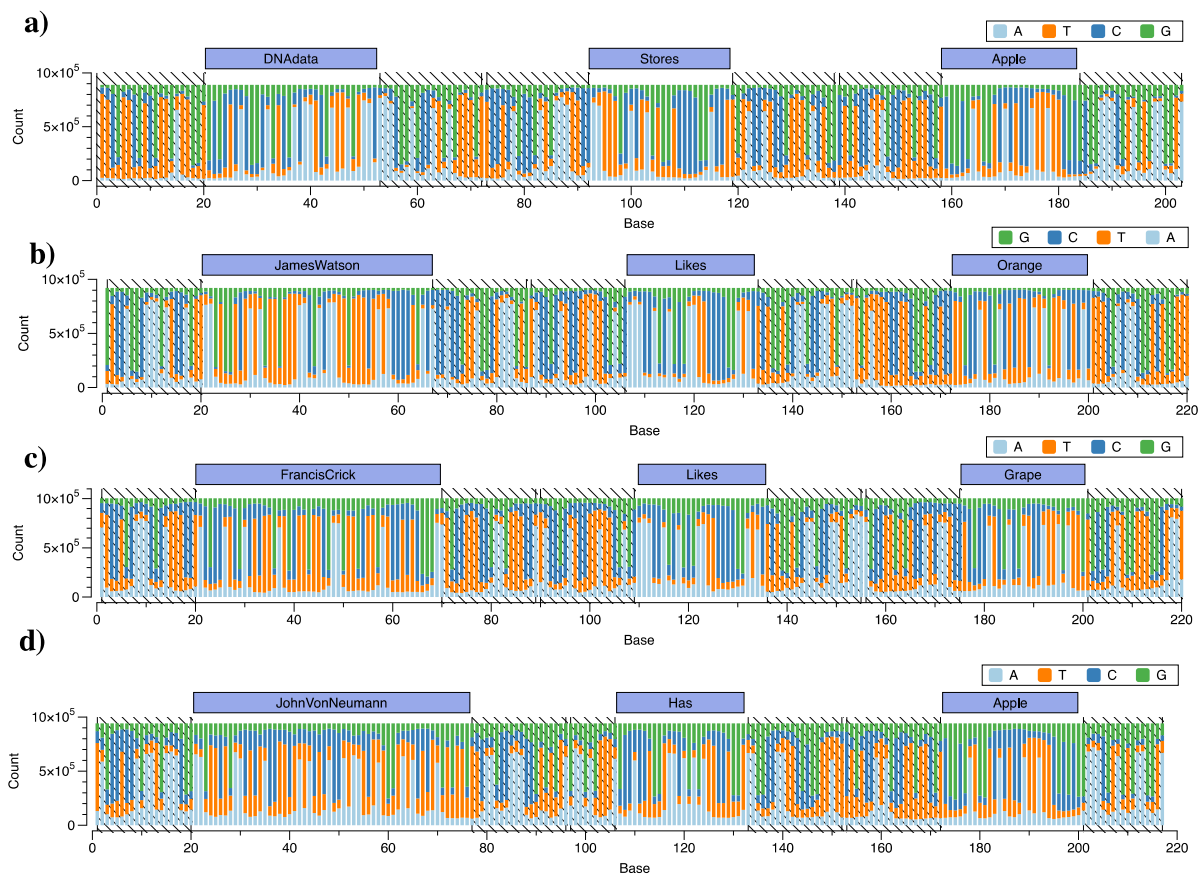 a)
A T C G
DNAdata Stores Apple
10×10⁵
5×10⁵
0
Count
0 20 40 60 80 100 120 140 160 180 200
Base
b)
G C T A
JamesWatson Likes Orange
10×10⁵
5×10⁵
0
Count
0 20 40 60 80 100 120 140 160 180 200 220
Base
c)
A T C G
FrancisCrick Likes Grape
10×10⁵
5×10⁵
0
Count
0 20 40 60 80 100 120 140 160 180 200 220
Base
d)
A T C G
JohnVonNeumann Has Apple
10×10⁵
5×10⁵
0
Count
0 20 40 60 80 100 120 140 160 180 200 220
Base